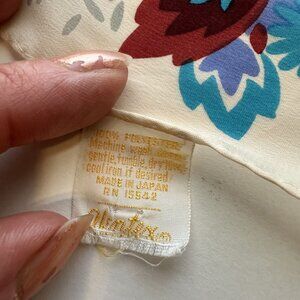 100% POLYESTER
Machine wash
gentle, tumble dry
cool iron if desired
MADE IN JAPAN
RN 15542